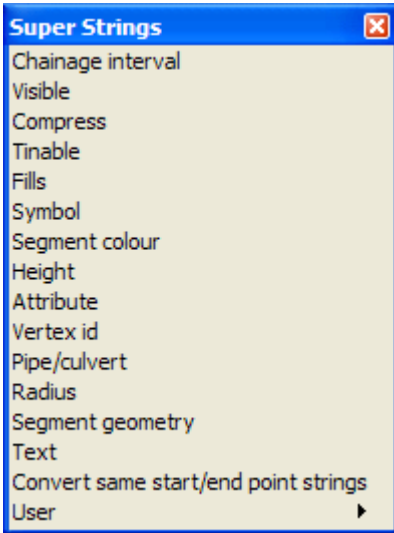 Super Strings
Chainage interval
Visible
Compress
Tinable
Fills
Symbol
Segment colour
Height
Attribute
Vertex id
Pipe/culvert
Radius
Segment geometry
Text
Convert same start/end point strings
User